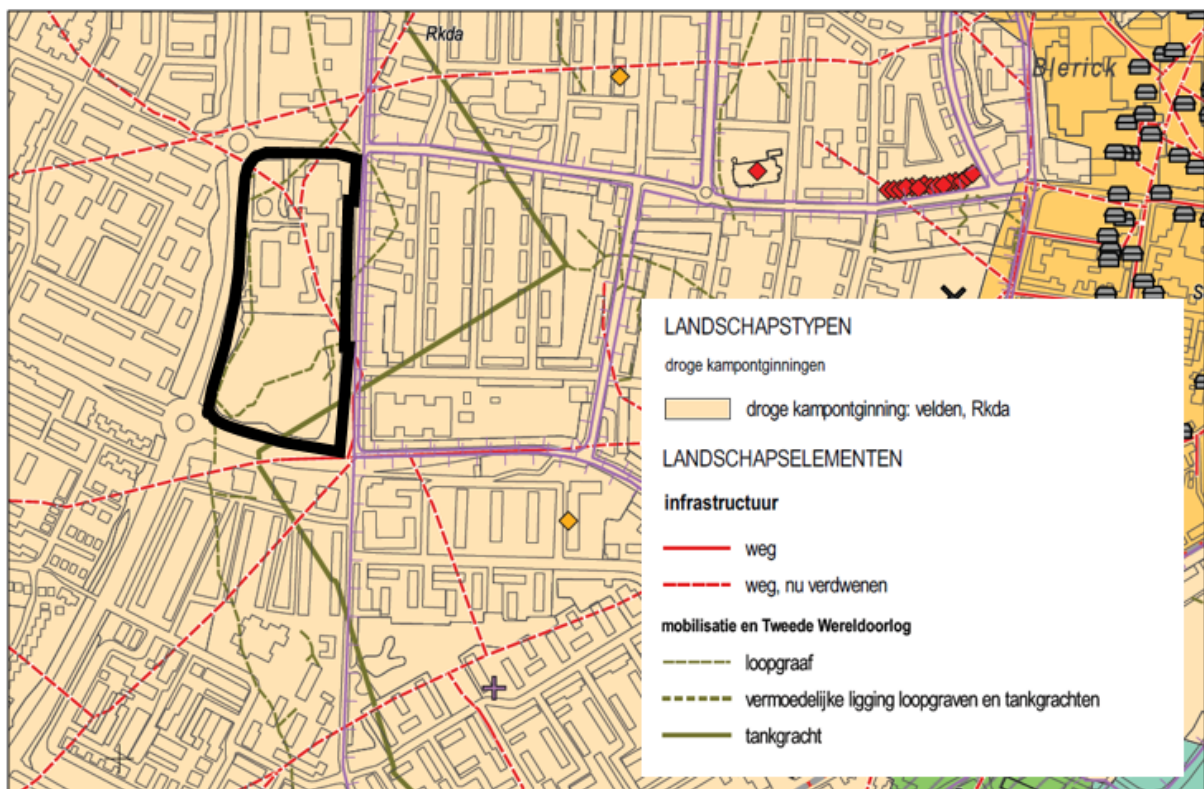 Rkda
Blerick
S
LANDSCHAPSTYPEN
droge kampontginningen
droge kampontginning: velden, Rkda
LANDSCHAPSELEMENTEN
infrastructuur
weg
weg, nu verdwenen
mobilisatie en Tweede Wereldoorlog
loopgraaf
vermoedelijke ligging loopgraven en tankgrachten
tankgracht